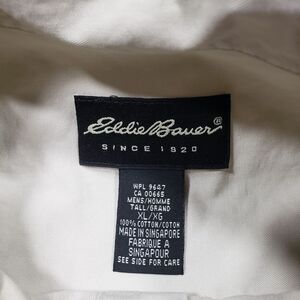 Eddie Bauer®
SINCE 1920
WPL 9647
CA 00665
MENS/HOMME
TALL/GRAND
XL/XG
100% COTTON/COTON
MADE IN SINGAPORE
FABRIQUE A
SINGAPOUR
SEE SIDE FOR CARE